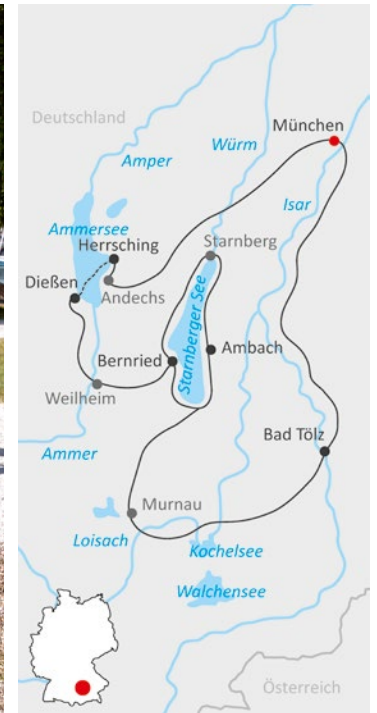 Deutschland
München
Würm
Amper
Isar
Ammersee
Herrsching
Starnberg
Dießen
Andechs
Starnberger See
Bernried
Ambach
Weilheim
Bad Tölz
Ammer
Murnau
Loisach
Kochelsee
Walchensee
Österreich